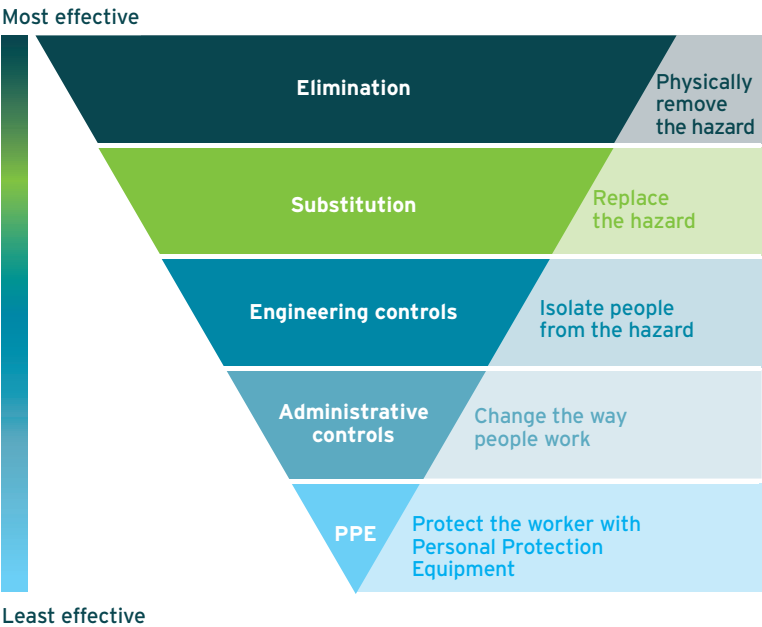 Most effective
Elimination
Physically
remove
the hazard
Substitution
Replace
the hazard
Engineering controls
Isolate people
from the hazard
Administrative
controls
Change the way
people work
PPE
Protect the worker with
Personal Protection
Equipment
Least effective